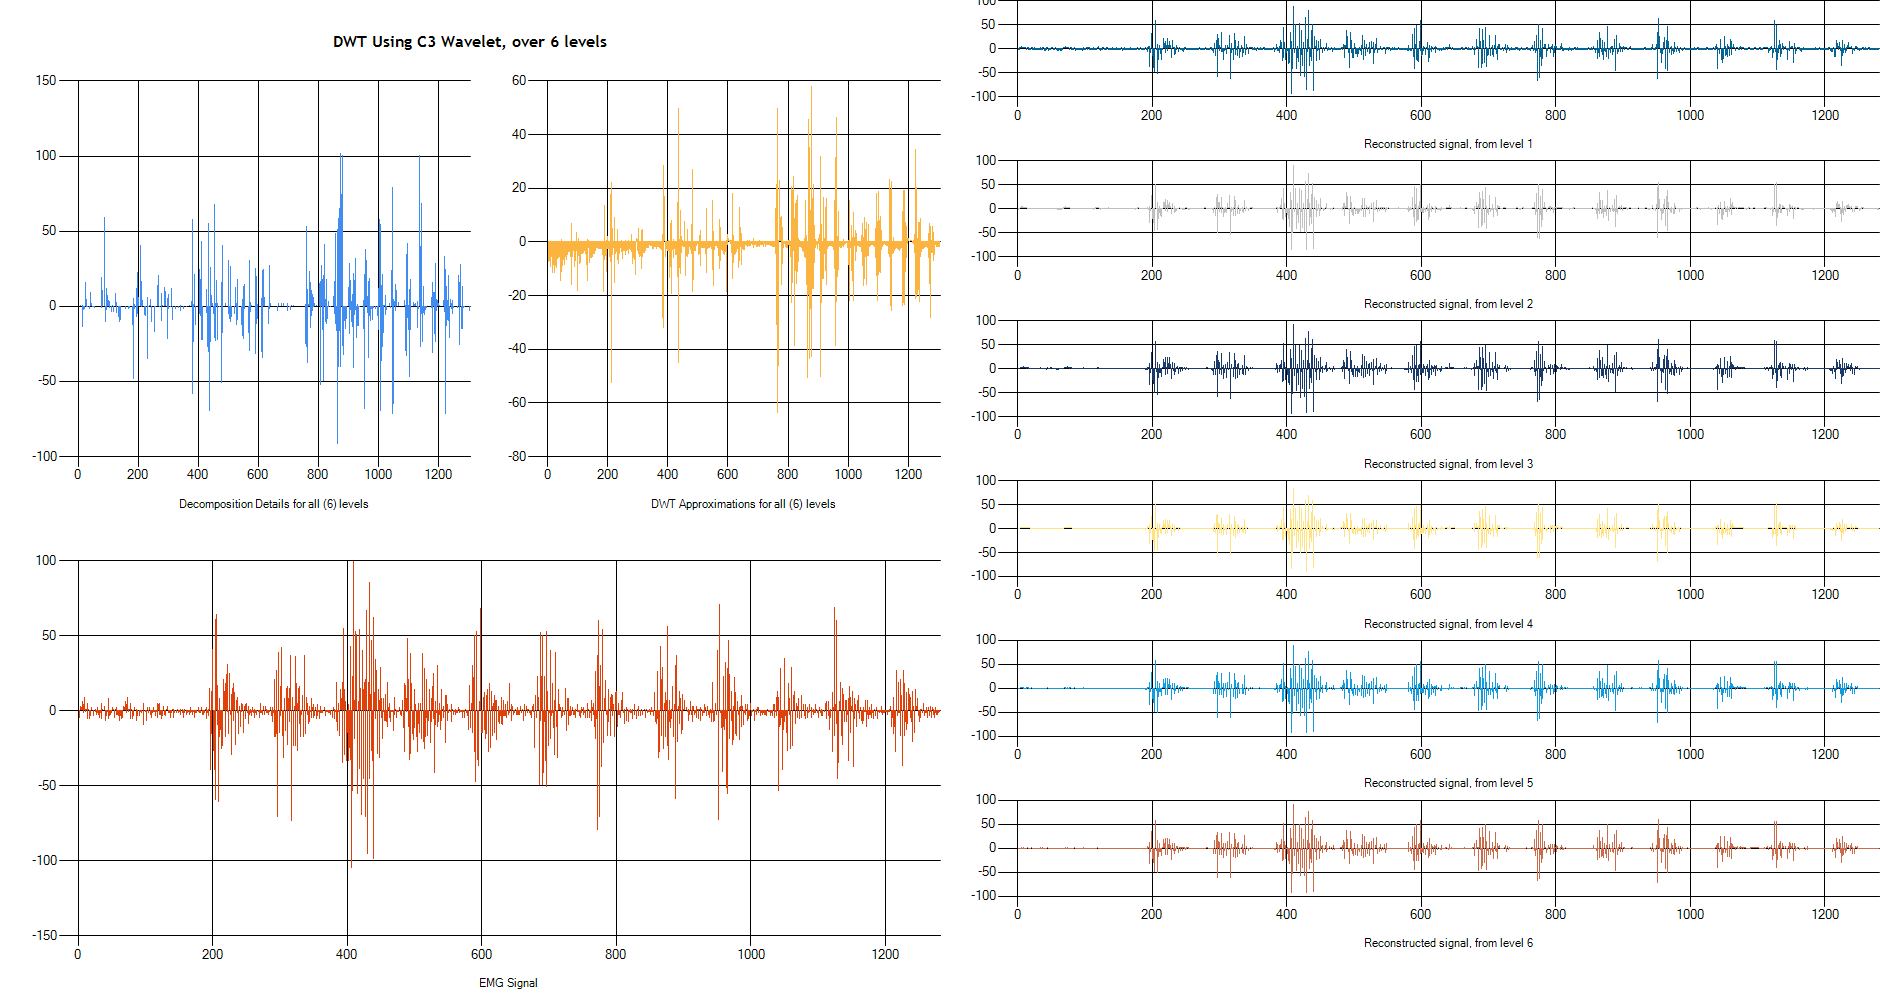 DWT Using C3 Wavelet, over 6 levels
150
100
50
0
-50
-100
0 200 400 600 800 1000 1200
Decomposition Details for all (6) levels
60
40
20
0
-20
-40
-60
-80
0 200 400 600 800 1000 1200
DWT Approximations for all (6) levels
100
50
0
-50
-100
-150
0 200 400 600 800 1000 1200
EMG Signal
100
50
0
-50
-100
0 200 400 600 800 1000 1200
Reconstructed signal, from level 1
100
50
0
-50
-100
0 200 400 600 800 1000 1200
Reconstructed signal, from level 2
100
50
0
-50
-100
0 200 400 600 800 1000 1200
Reconstructed signal, from level 3
100
50
0
-50
-100
0 200 400 600 800 1000 1200
Reconstructed signal, from level 4
100
50
0
-50
-100
0 200 400 600 800 1000 1200
Reconstructed signal, from level 5
100
50
0
-50
-100
0 200 400 600 800 1000 1200
Reconstructed signal, from level 6